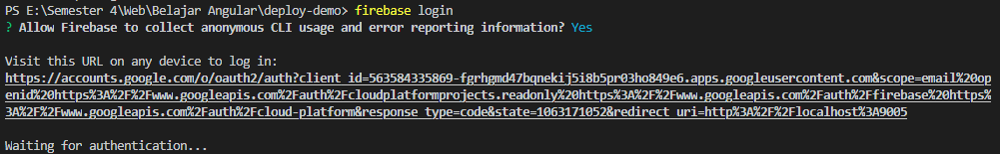 PS E:\Semester 4\Web\Belajar Angular\deploy-demo> firebase login
? Allow Firebase to collect anonymous CLI usage and error reporting information? Yes
Visit this URL on any device to log in:
https://accounts.google.com/o/oauth2/auth?client_id=563584335869-fgrhgmd47bqnekij5i8b5pr03ho849e6.apps.googleusercontent.com&scope=email%20op
enid%20https%3A%2F%2Fwww.googleapis.com%2Fauth%2Fcloudplatformprojects.readonly%20https%3A%2F%2Fwww.googleapis.com%2Fauth%2Ffirebase%20https%
3A%2F%2Fwww.googleapis.com%2Fauth%2Fcloud-platform&response_type=code&state=1063171052&redirect_uri=http%3A%2F%2Flocalhost%3A9005
Waiting for authentication...